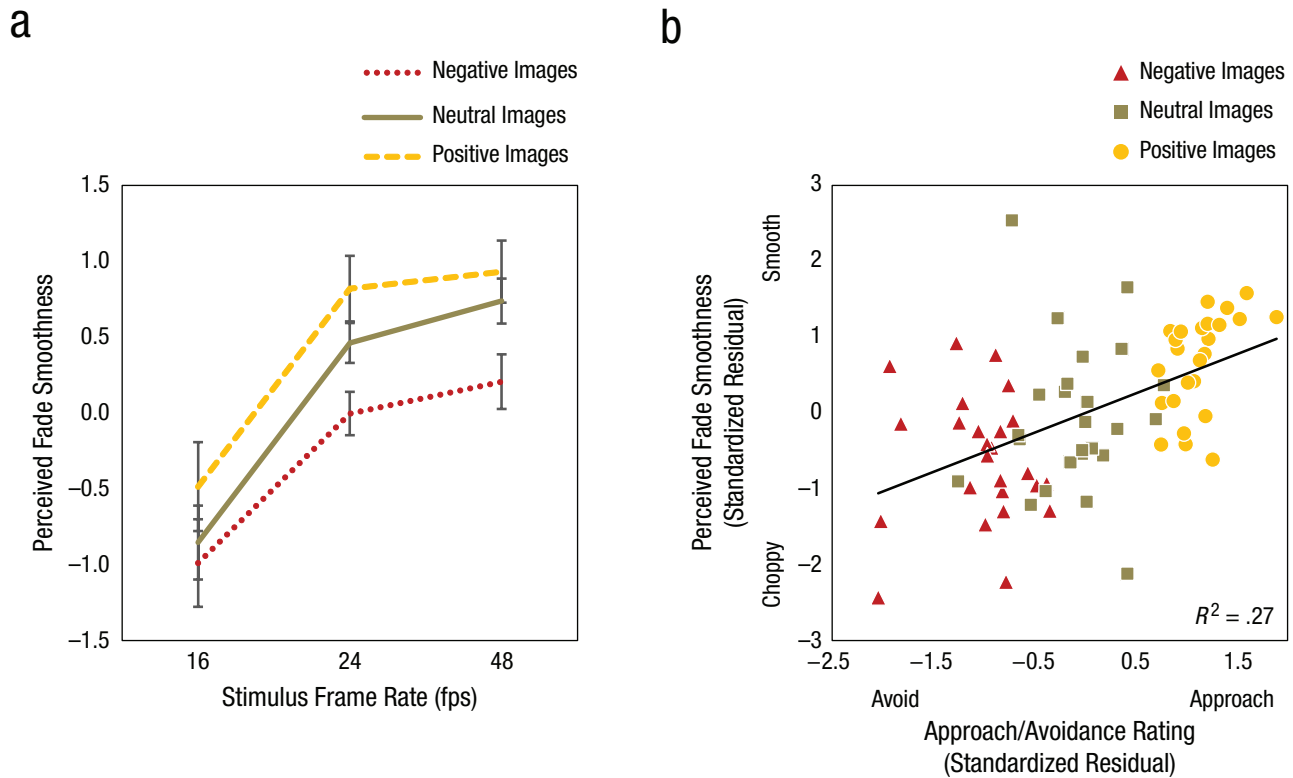 a
Negative Images
Neutral Images
Positive Images
1.5
1.0
0.5
0.0
−0.5
−1.0
−1.5
Perceived Fade Smoothness
16
24
48
Stimulus Frame Rate (fps)
b
Negative Images
Neutral Images
Positive Images
3
2
1
0
−1
−2
−3
Perceived Fade Smoothness
(Standardized Residual)
Smooth
Choppy
R² = .27
−2.5
−1.5
−0.5
0.5
1.5
Avoid
Approach
Approach/Avoidance Rating
(Standardized Residual)